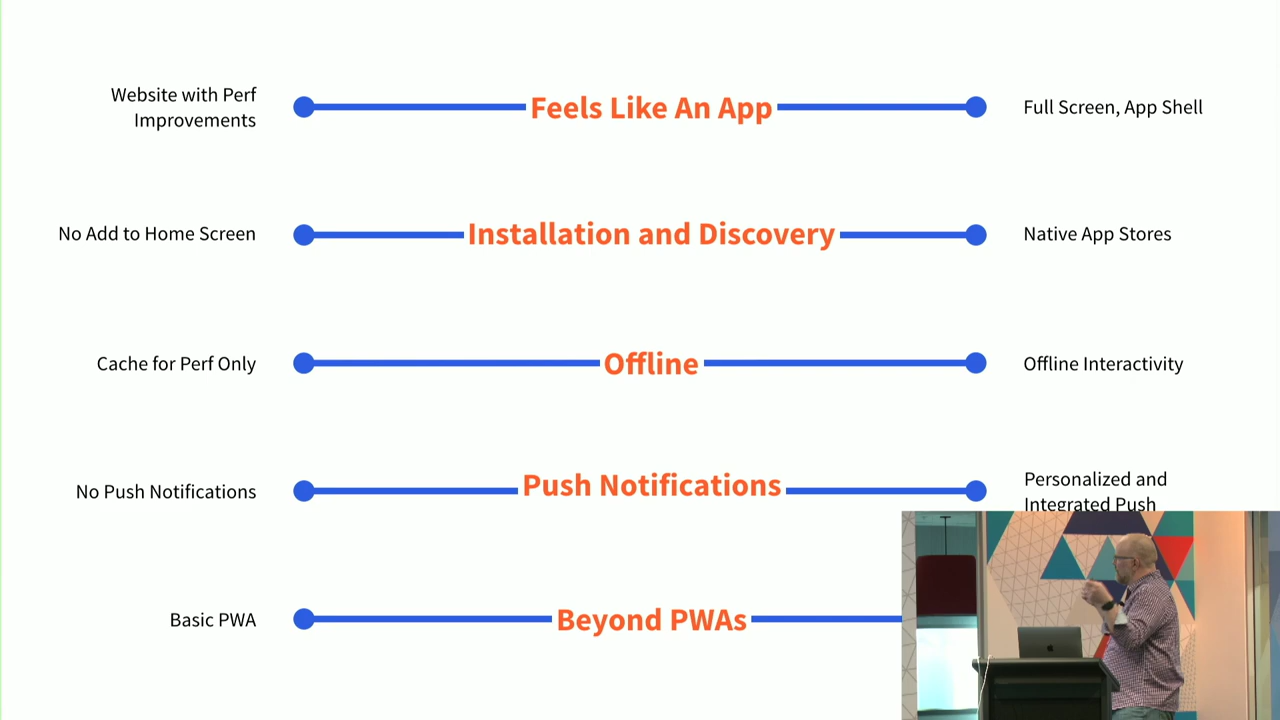 Website with Perf
Improvements
Feels Like An App
Full Screen, App Shell
No Add to Home Screen
Installation and Discovery
Native App Stores
Cache for Perf Only
Offline
Offline Interactivity
No Push Notifications
Push Notifications
Personalized and
Integrated Push
Basic PWA
Beyond PWAs